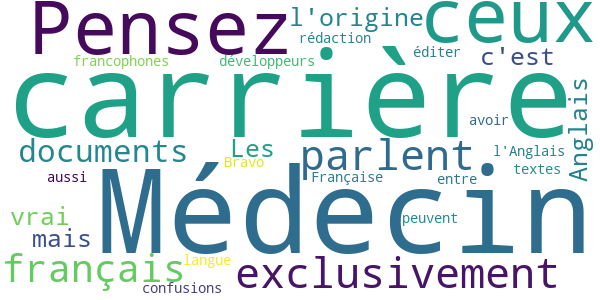 Pensez
l'origine
ceux
rédaction
éditer
c'est
francophones
développeurs
carrière
Anglais
avoir
documents
Les
parlent
l'Anglais
Bravo
textes
aussi
Médecin
Française
entre
vrai
peuvent
mais
français
langue
exclusivement
confusions